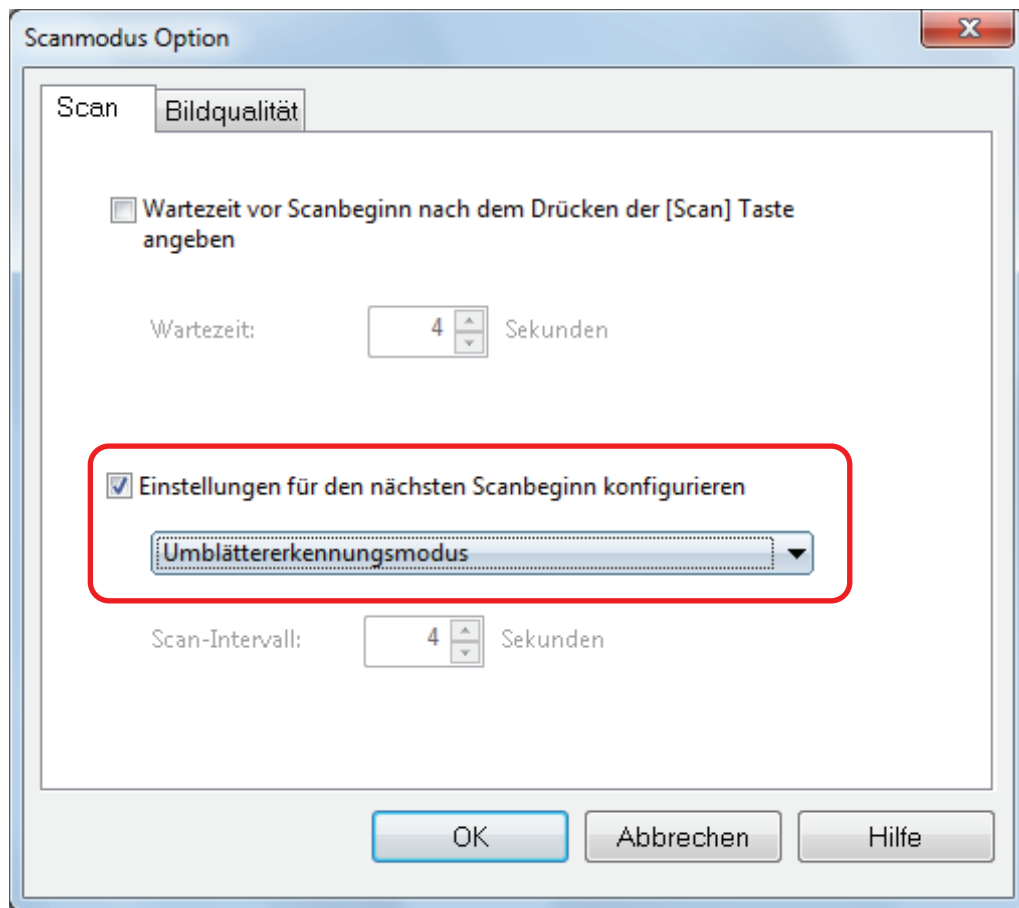 Scanmodus Option
Scan
Bildqualität
Wartezeit vor Scanbeginn nach dem Drücken der [Scan] Taste
angeben
Wartezeit: 4 Sekunden
Einstellungen für den nächsten Scanbeginn konfigurieren
Umblättererkennungsmodus
Scan-Intervall: 4 Sekunden
OK Abbrechen Hilfe